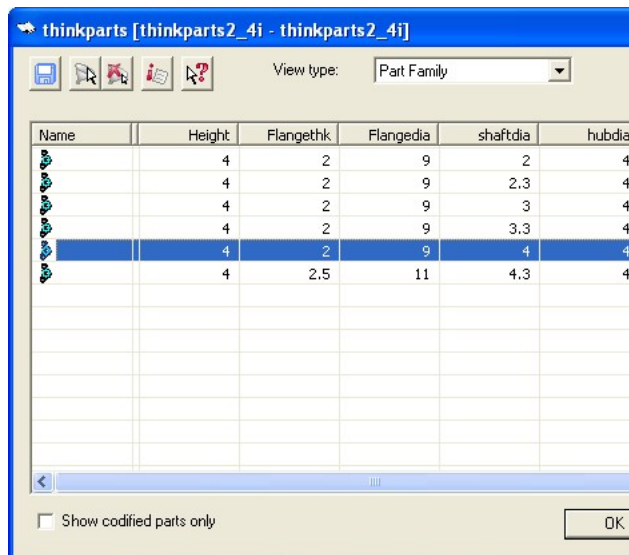 thinkparts [thinkparts2_4i - thinkparts2_4i]
View type: Part Family
Name Height Flangethk Flangedia shaftdia hubdia
4 2 9 2 4
4 2 9 2.3 4
4 2 9 3 4
4 2 9 3.3 4
4 2 9 4 4
4 2.5 11 4.3 4
Show codified parts only OK